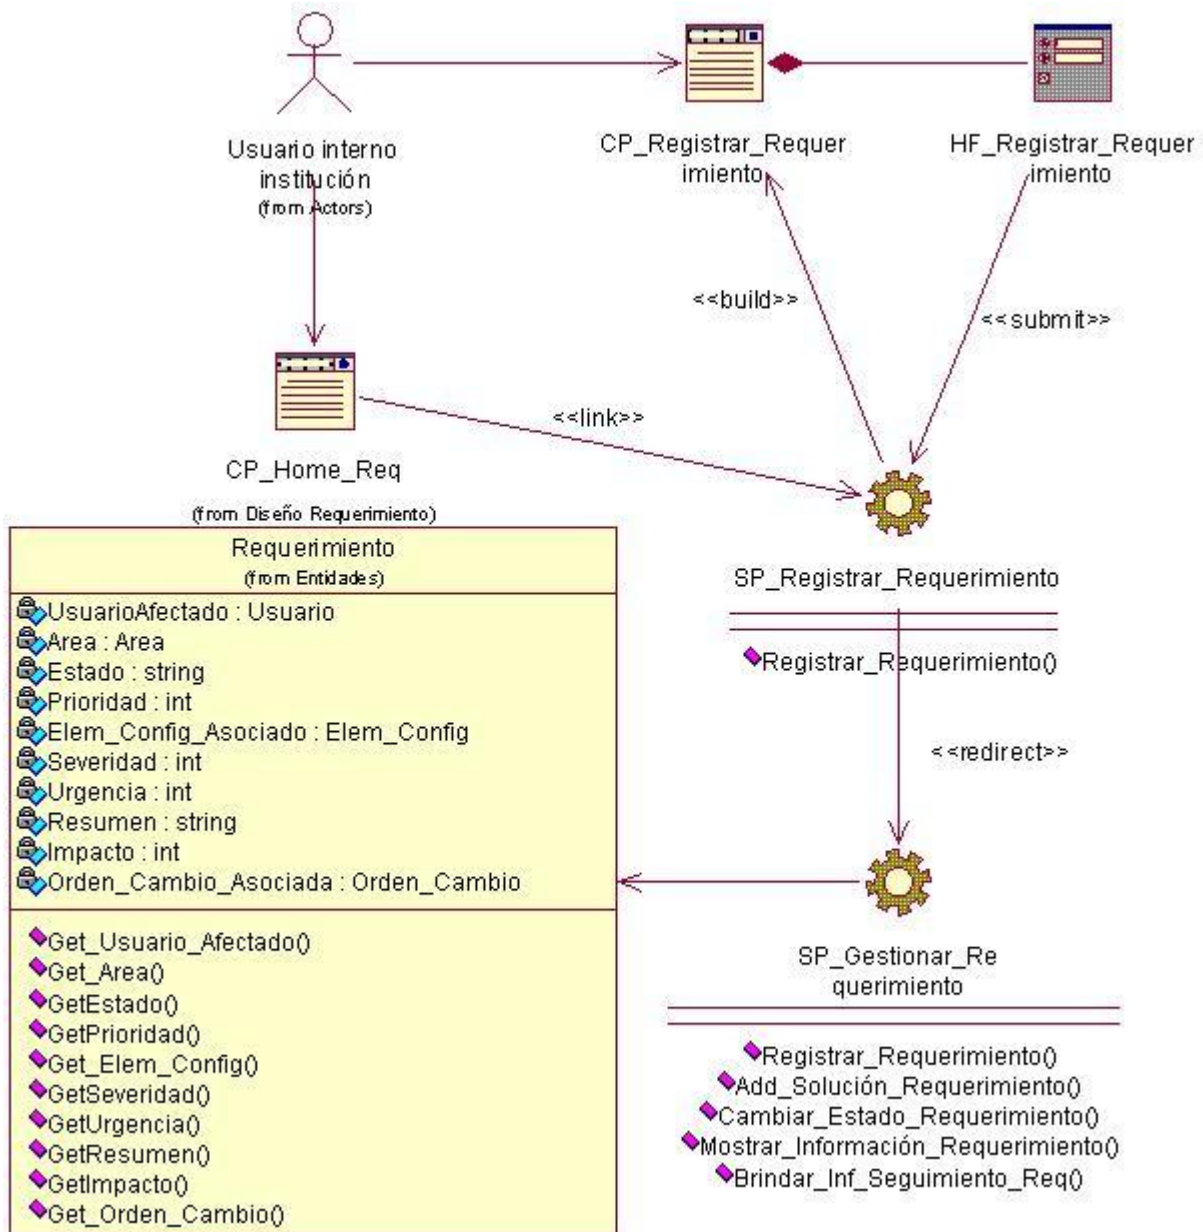 Usuario interno
institución
(from Actors)
CP_Registrar_Requer
imiento
HF_Registrar_Requer
imiento
<<build>>
<<submit>>
<<link>>
CP_Home_Req
(from Diseño Requerimiento)
SP_Registrar_Requerimiento
Registrar_Requerimiento()
<<redirect>>
Requerimiento
(from Entidades)
UsuarioAfectado : Usuario
Area : Area
Estado : string
Prioridad : int
Elem_Config_Asociado : Elem_Config
Severidad : int
Urgencia : int
Resumen : string
Impacto : int
Orden_Cambio_Asociada : Orden_Cambio
Get_Usuario_Afectado()
Get_Area()
GetEstado()
GetPrioridad()
Get_Elem_Config()
GetSeveridad()
GetUrgencia()
GetResumen()
GetImpacto()
Get_Orden_Cambio()
SP_Gestionar_Re
querimiento
Registrar_Requerimiento()
Add_Solución_Requerimiento()
Cambiar_Estado_Requerimiento()
Mostrar_Información_Requerimiento()
Brindar_Inf_Seguimiento_Req()